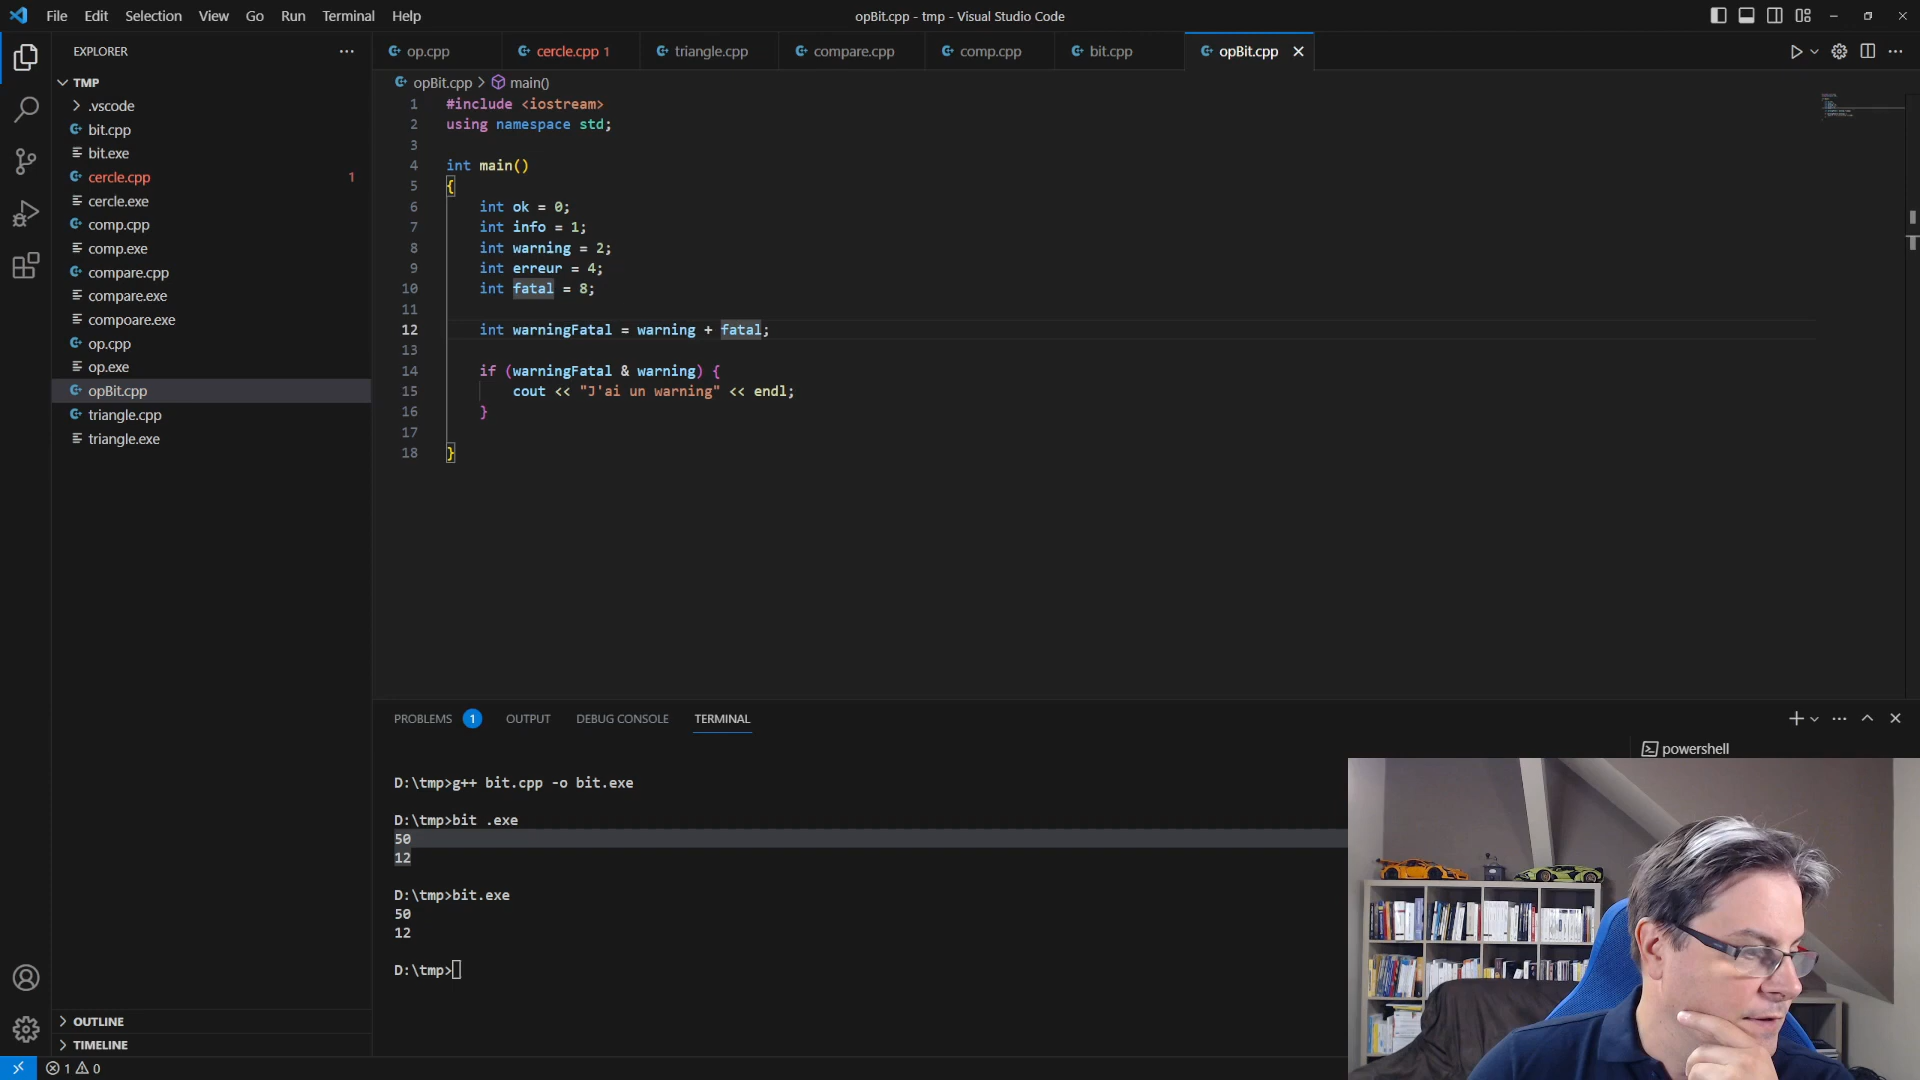 File Edit Selection View Go Run Terminal Help
opBit.cpp - tmp - Visual Studio Code
EXPLORER
TMP
.vscode
bit.cpp
bit.exe
cercle.cpp 1
cercle.exe
comp.cpp
comp.exe
compare.cpp
compare.exe
compoare.exe
op.cpp
op.exe
opBit.cpp
triangle.cpp
triangle.exe
OUTLINE
TIMELINE
op.cpp cercle.cpp 1 triangle.cpp compare.cpp comp.cpp bit.cpp opBit.cpp
opBit.cpp > main()
1 #include <iostream>
2 using namespace std;
3
4 int main()
5 {
6 int ok = 0;
7 int info = 1;
8 int warning = 2;
9 int erreur = 4;
10 int fatal = 8;
11
12 int warningFatal = warning + fatal;
13
14 if (warningFatal & warning) {
15 cout << "J'ai un warning" << endl;
16 }
17
18 }
PROBLEMS 1 OUTPUT DEBUG CONSOLE TERMINAL
powershell
D:\tmp>g++ bit.cpp -o bit.exe
D:\tmp>bit .exe
50
12
D:\tmp>bit.exe
50
12
D:\tmp>
1 0